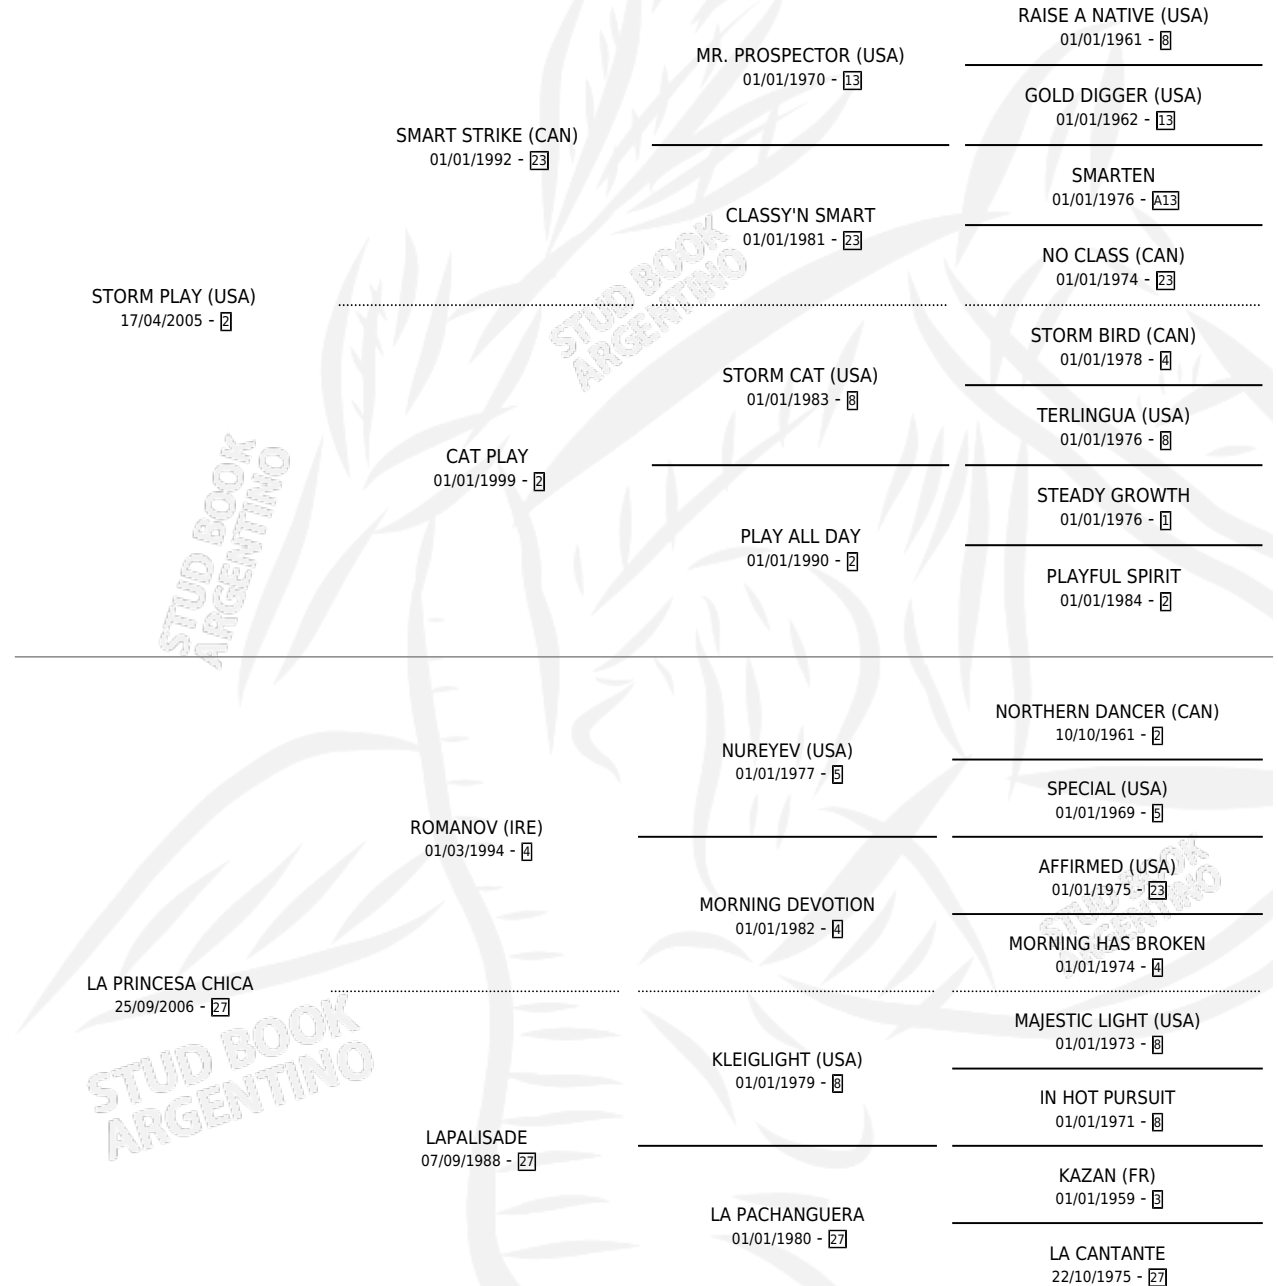 RAISE A NATIVE (USA)
01/01/1961 - 8
MR. PROSPECTOR (USA)
01/01/1970 - 13
GOLD DIGGER (USA)
01/01/1962 - 13
SMART STRIKE (CAN)
01/01/1992 - 23
SMARTEN
01/01/1976 - A13
CLASSY'N SMART
01/01/1981 - 23
NO CLASS (CAN)
01/01/1974 - 23
STORM PLAY (USA)
17/04/2005 - 2
STORM BIRD (CAN)
01/01/1978 - 4
STORM CAT (USA)
01/01/1983 - 8
TERLINGUA (USA)
01/01/1976 - 8
CAT PLAY
01/01/1999 - 2
STEADY GROWTH
01/01/1976 - 1
PLAY ALL DAY
01/01/1990 - 2
PLAYFUL SPIRIT
01/01/1984 - 2
STUD BOOK
ARGENTINO
STUD BOOK
ARGENTINO
NORTHERN DANCER (CAN)
10/10/1961 - 2
NUREYEV (USA)
01/01/1977 - 5
SPECIAL (USA)
01/01/1969 - 5
ROMANOV (IRE)
01/03/1994 - 4
AFFIRMED (USA)
01/01/1975 - 23
MORNING DEVOTION
01/01/1982 - 4
MORNING HAS BROKEN
01/01/1974 - 4
LA PRINCESA CHICA
25/09/2006 - 27
MAJESTIC LIGHT (USA)
01/01/1973 - 8
KLEIGLIGHT (USA)
01/01/1979 - 8
IN HOT PURSUIT
01/01/1971 - 8
LAPALISADE
07/09/1988 - 27
KAZAN (FR)
01/01/1959 - 3
LA PACHANGUERA
01/01/1980 - 27
LA CANTANTE
22/10/1975 - 27
STUD BOOK
ARGENTINO
STUD BOOK
ARGENTINO